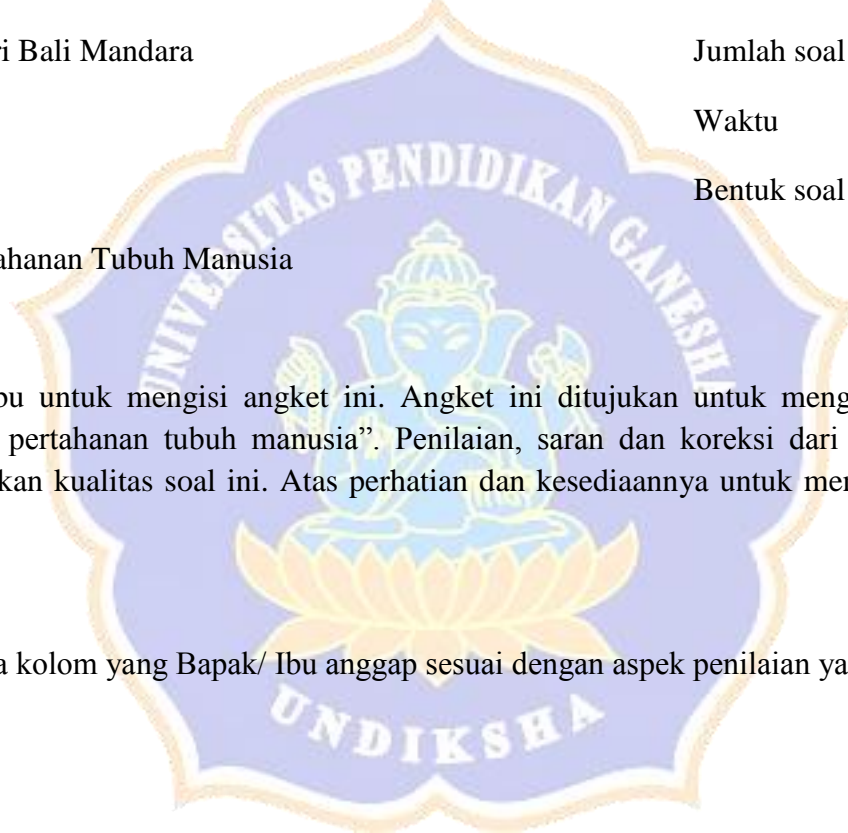 ri Bali Mandara Jumlah soal
Waktu
UNIVERSITAS PENDIDIKAN GANESHA
Bentuk soal
ahanan Tubuh Manusia
untuk mengisi angket ini. Angket ini ditujukan untuk meng
pertahanan tubuh manusia”. Penilaian, saran dan koreksi dari
kan kualitas soal ini. Atas perhatian dan kesediaannya untuk
a kolom yang Bapak/ Ibu anggap sesuai dengan aspek penilaian ya
UNDIKSHA